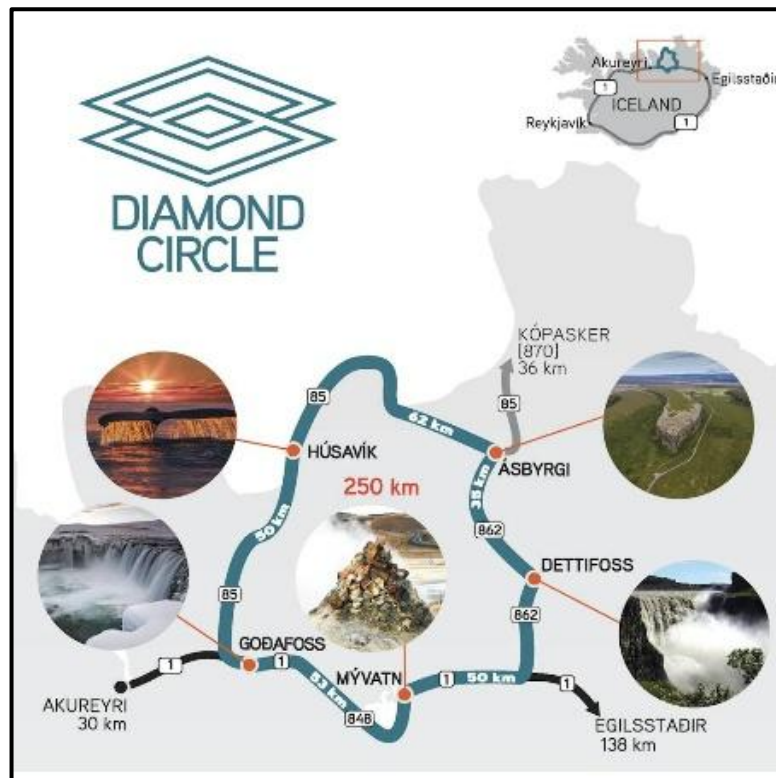 Akureyri
Egilsstaðir
1
ICELAND
Reykjavík
1
DIAMOND
CIRCLE
KÓPASKER
[870]
36 km
85
85
62 km
HÚSAVÍK
ÁSBYRGI
250 km
35 km
50 km
862
DETTIFOSS
85
862
GOÐAFOSS
1
1
MÝVATN
1
50 km
1
53 km
848
AKUREYRI
30 km
EGILSSTAÐIR
138 km